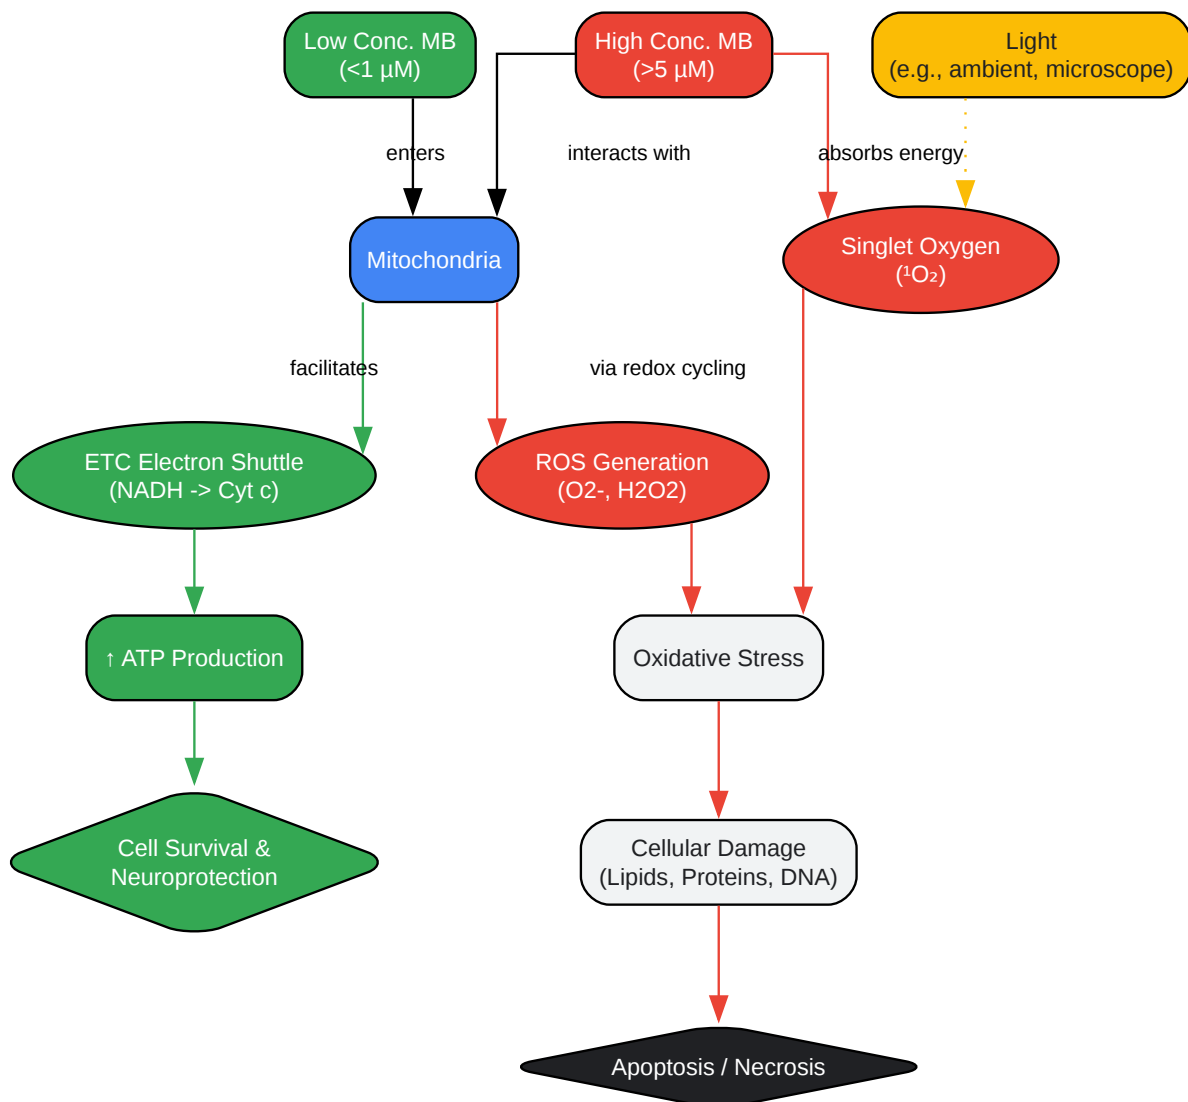 Low Conc. MB
(<1 µM)
High Conc. MB
(>5 µM)
Light
(e.g., ambient, microscope)
enters
interacts with
absorbs energy
Mitochondria
Singlet Oxygen
(¹O₂)
facilitates
via redox cycling
ETC Electron Shuttle
(NADH -> Cyt c)
ROS Generation
(O2-, H2O2)
↑ ATP Production
Oxidative Stress
Cell Survival &
Neuroprotection
Cellular Damage
(Lipids, Proteins, DNA)
Apoptosis / Necrosis